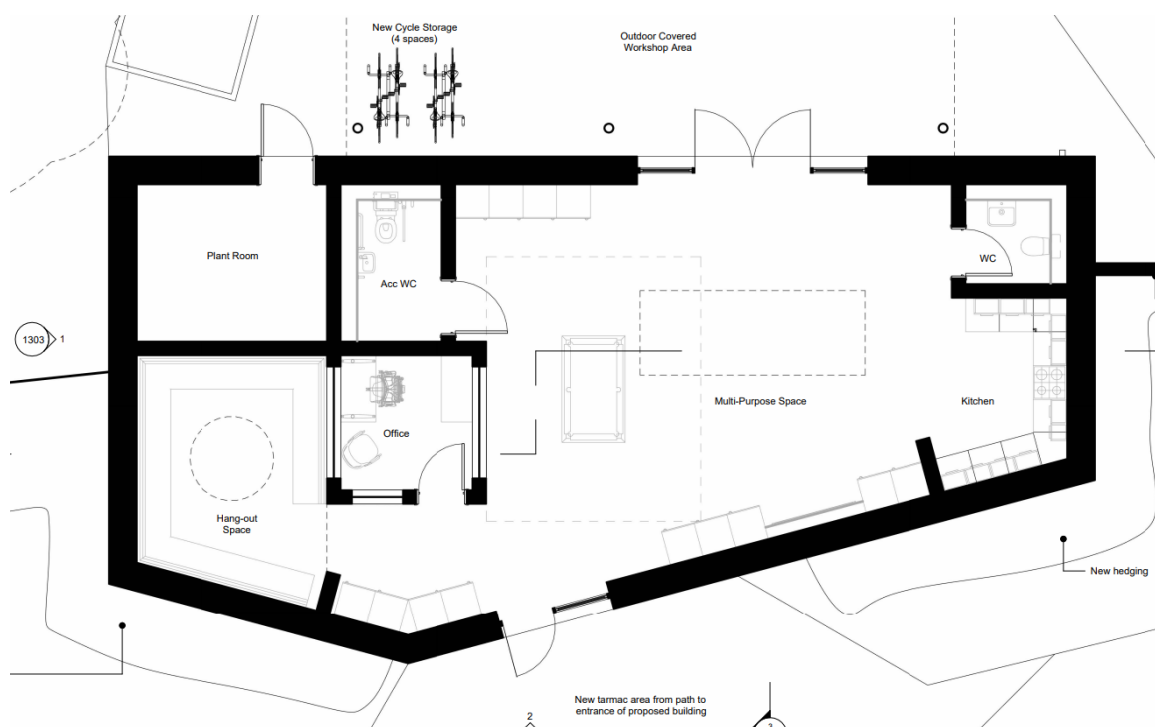 New Cycle Storage
(4 spaces)
Outdoor Covered
Workshop Area
Plant Room
Acc WC
WC
1303
1
Multi-Purpose Space
Kitchen
Office
Hang-out
Space
New hedging
New tarmac area from path to
entrance of proposed building
2
3